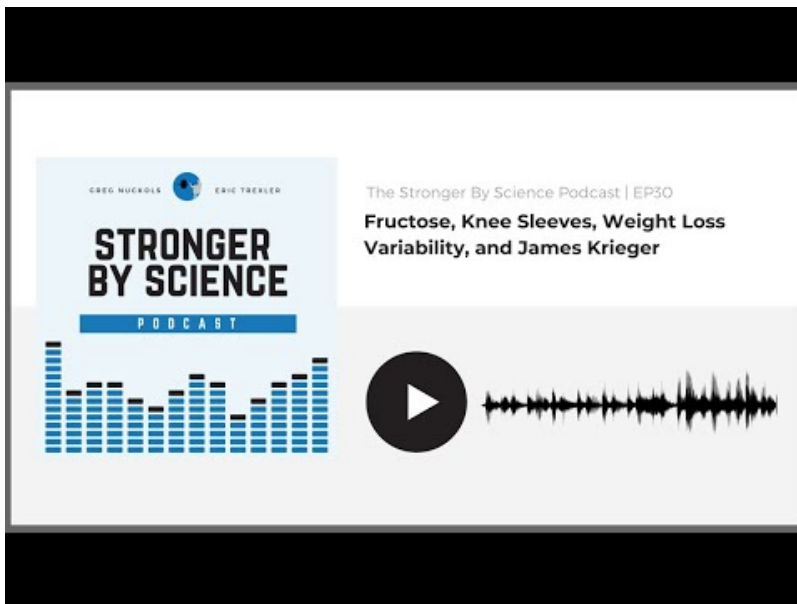 GREG NUCKOLS ERIC TREXLER
STRONGER
BY SCIENCE
PODCAST
The Stronger By Science Podcast | EP30
Fructose, Knee Sleeves, Weight Loss
Variability, and James Krieger